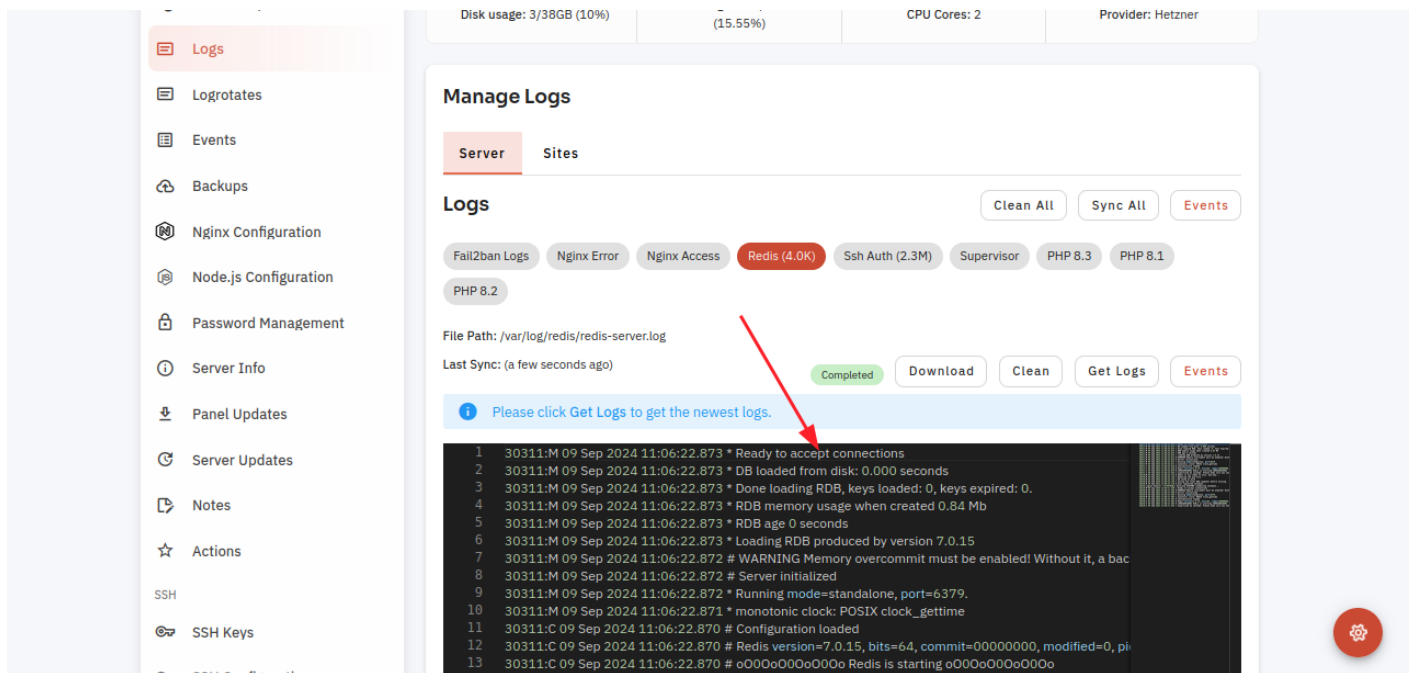 Disk usage: 3/38GB (10%)
(15.55%)
CPU Cores: 2
Provider: Hetzner
Logs
Logrotates
Events
Backups
Nginx Configuration
Node.js Configuration
Password Management
Server Info
Panel Updates
Server Updates
Notes
Actions
SSH
SSH Keys
Manage Logs
Server Sites
Logs
Clean All Sync All Events
Fail2ban Logs Nginx Error Nginx Access Redis (4.0K) Ssh Auth (2.3M) Supervisor PHP 8.3 PHP 8.1
PHP 8.2
File Path: /var/log/redis/redis-server.log
Last Sync: (a few seconds ago)
Completed Download Clean Get Logs Events
Please click Get Logs to get the newest logs.
1 30311:M 09 Sep 2024 11:06:22.873 * Ready to accept connections
2 30311:M 09 Sep 2024 11:06:22.873 * DB loaded from disk: 0.000 seconds
3 30311:M 09 Sep 2024 11:06:22.873 * Done loading RDB, keys loaded: 0, keys expired: 0.
4 30311:M 09 Sep 2024 11:06:22.873 * RDB memory usage when created 0.84 Mb
5 30311:M 09 Sep 2024 11:06:22.873 * RDB age 0 seconds
6 30311:M 09 Sep 2024 11:06:22.873 * Loading RDB produced by version 7.0.15
7 30311:M 09 Sep 2024 11:06:22.872 # WARNING Memory overcommit must be enabled! Without it, a bac
8 30311:M 09 Sep 2024 11:06:22.872 # Server initialized
9 30311:M 09 Sep 2024 11:06:22.872 * Running mode=standalone, port=6379.
10 30311:M 09 Sep 2024 11:06:22.871 * monotonic clock: POSIX clock_gettime
11 30311:C 09 Sep 2024 11:06:22.870 # Configuration loaded
12 30311:C 09 Sep 2024 11:06:22.870 # Redis version=7.0.15, bits=64, commit=00000000, modified=0, pi
13 30311:C 09 Sep 2024 11:06:22.870 # oO0OoO0OoO0Oo Redis is starting oO0OoO0OoO0Oo